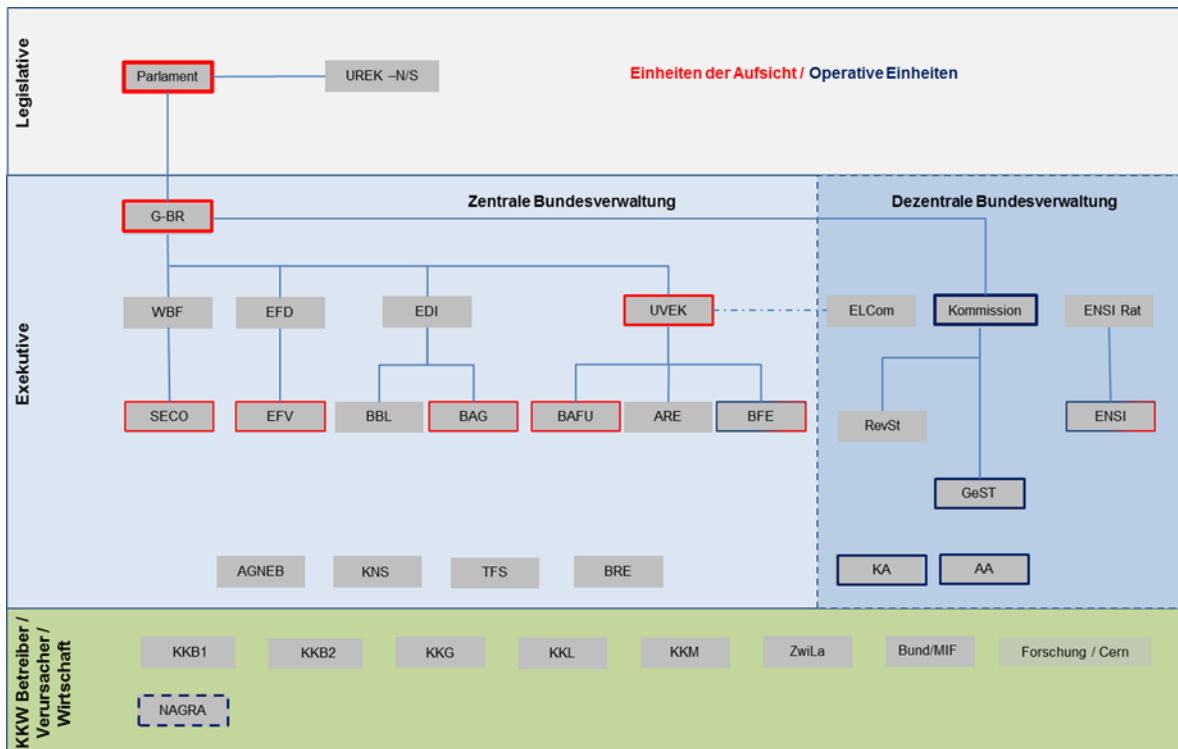 Legislative
Parlament
UREK –N/S
Einheiten der Aufsicht / Operative Einheiten
Exekutive
Zentrale Bundesverwaltung
Dezentrale Bundesverwaltung
G-BR
WBF
EFD
EDI
UVEK
ELCom
Kommission
ENSI Rat
SECO
EFV
BBL
BAG
BAFU
ARE
BFE
RevSt
ENSI
GeST
AGNEB
KNS
TFS
BRE
KA
AA
KKW Betreiber /
Verursacher /
Wirtschaft
KKB1
KKB2
KKG
KKL
KKM
ZwiLa
Bund/MIF
Forschung / Cern
NAGRA